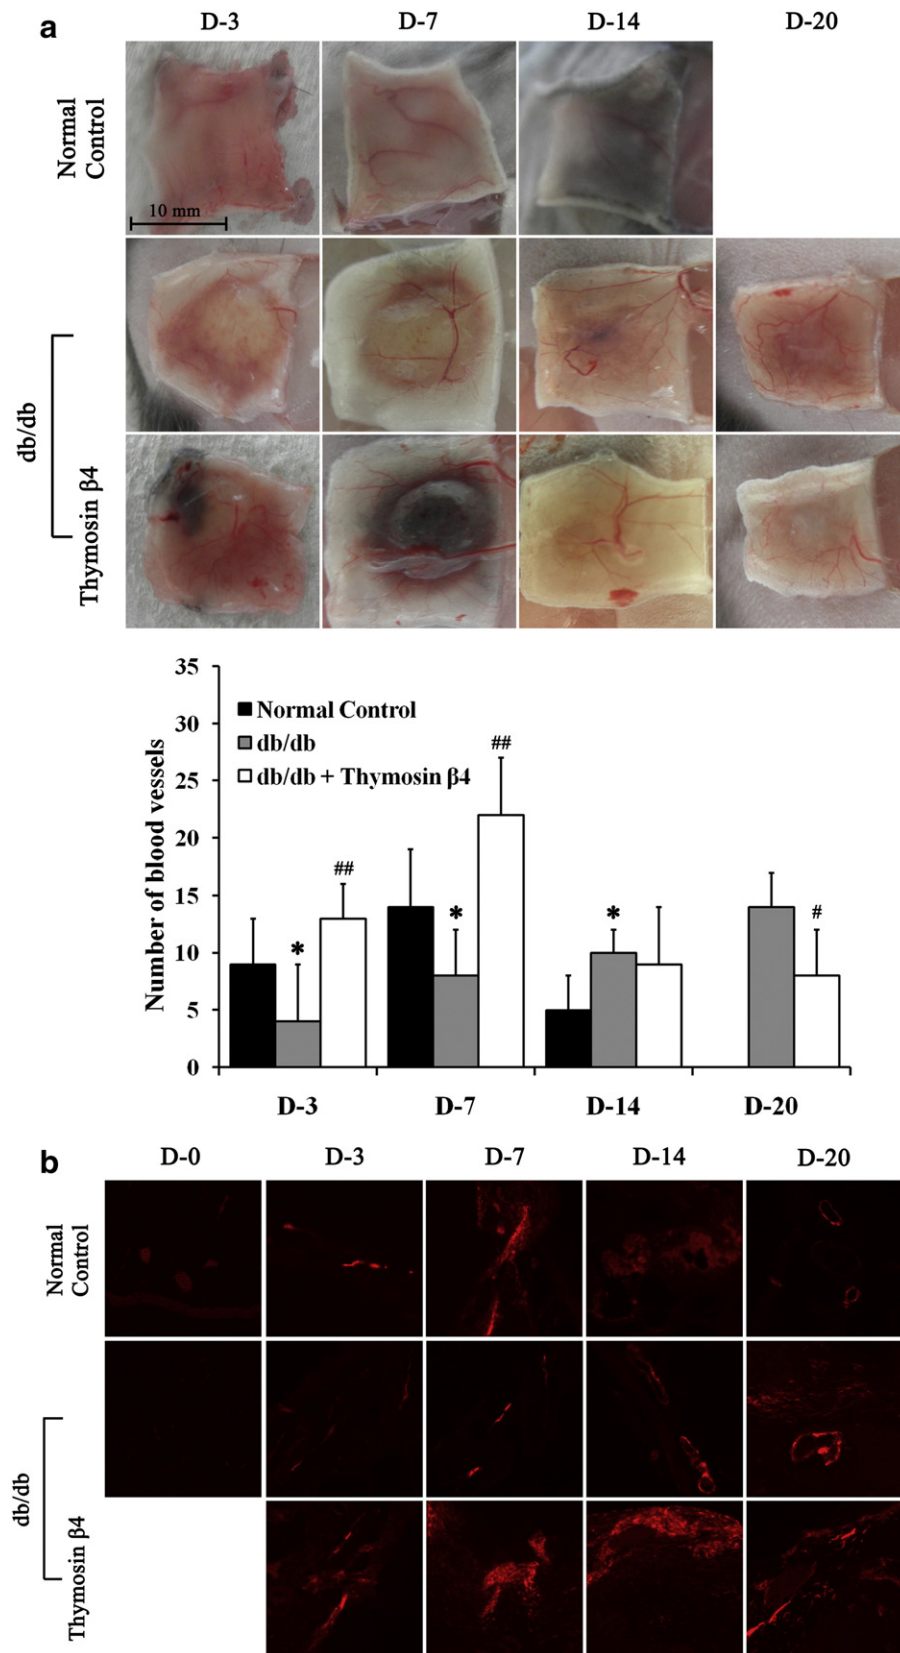 a
D-3 D-7 D-14 D-20
Normal
Control
10 mm
db/db
Thymosin β4
Number of blood vessels
35
30
25
20
15
10
5
0
Normal Control
db/db
db/db + Thymosin β4
*
##
*
##
*
#
D-3 D-7 D-14 D-20
b
D-0 D-3 D-7 D-14 D-20
Normal
Control
db/db
Thymosin β4